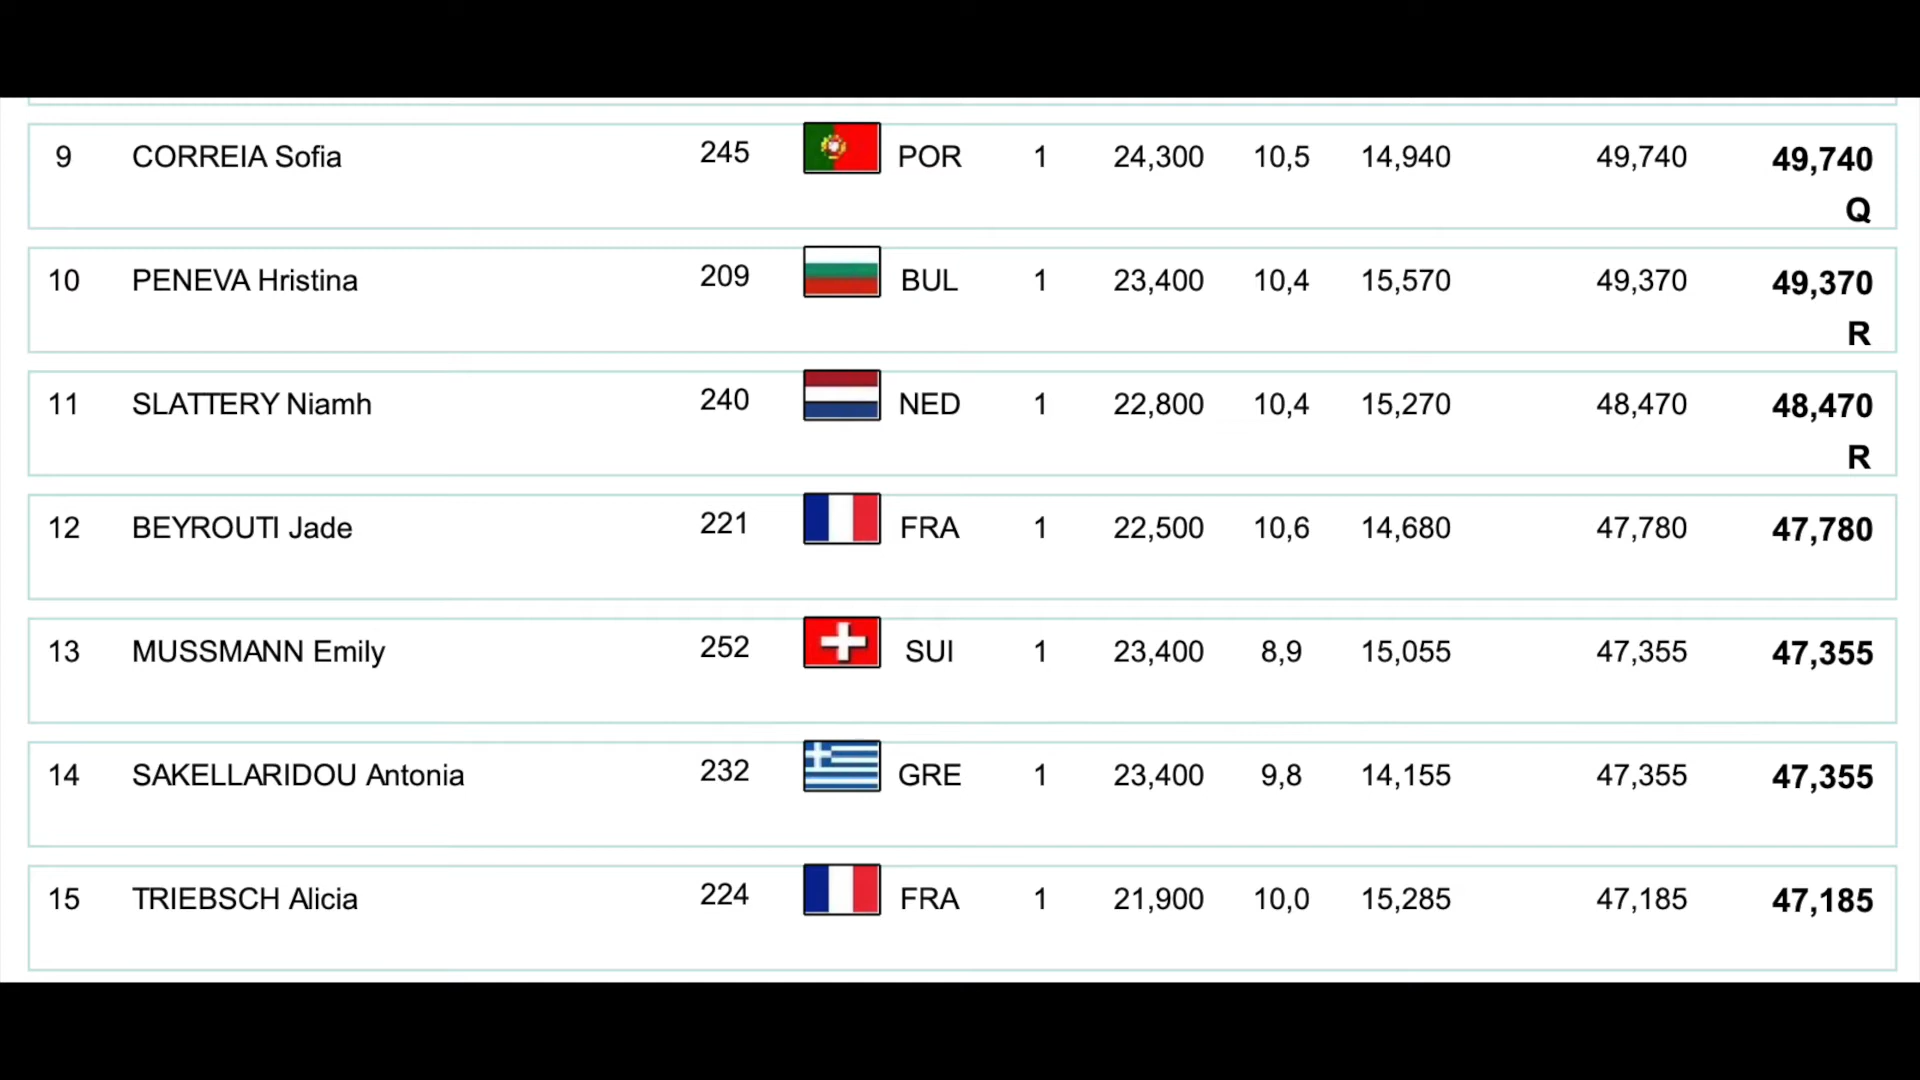 9 CORREIA Sofia 245 POR 1 24,300 10,5 14,940 49,740 49,740
Q
10 PENEVA Hristina 209 BUL 1 23,400 10,4 15,570 49,370 49,370
R
11 SLATTERY Niamh 240 NED 1 22,800 10,4 15,270 48,470 48,470
R
12 BEYROUTI Jade 221 FRA 1 22,500 10,6 14,680 47,780 47,780
13 MUSSMANN Emily 252 SUI 1 23,400 8,9 15,055 47,355 47,355
14 SAKELLARIDOU Antonia 232 GRE 1 23,400 9,8 14,155 47,355 47,355
15 TRIEBSCH Alicia 224 FRA 1 21,900 10,0 15,285 47,185 47,185